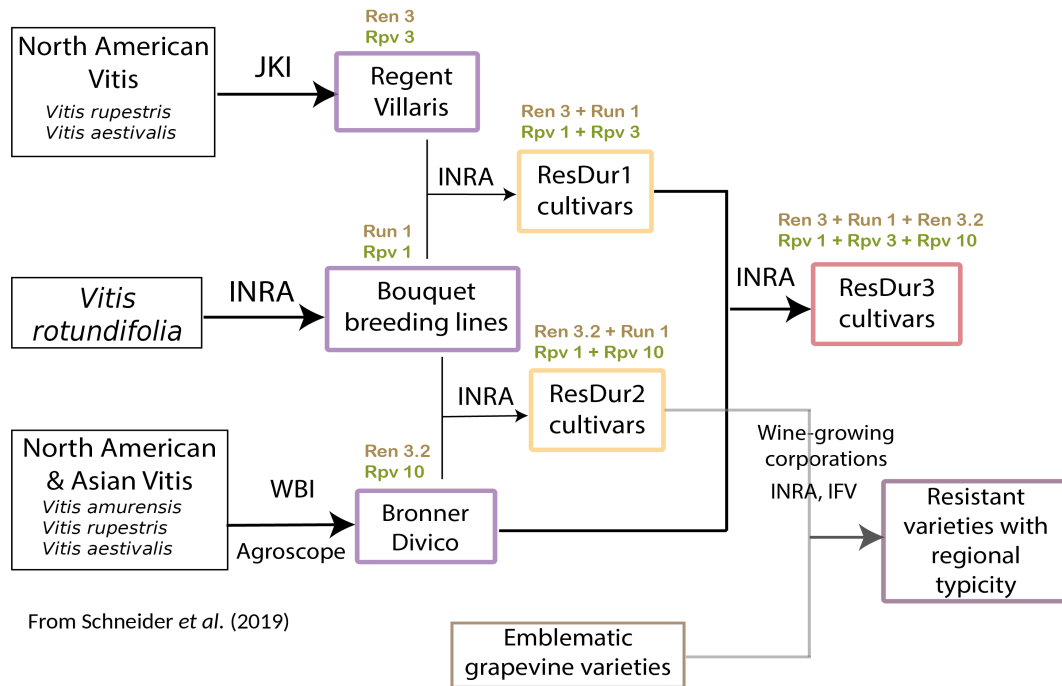 North American
Vitis
Vitis rupestris
Vitis aestivalis
JKI
Ren 3
Rpv 3
Regent
Villaris
INRA
Ren 3 + Run 1
Rpv 1 + Rpv 3
ResDur1
cultivars
Vitis
rotundifolia
INRA
Run 1
Rpv 1
Bouquet
breeding lines
INRA
Ren 3.2 + Run 1
Rpv 1 + Rpv 10
ResDur2
cultivars
INRA
Ren 3 + Run 1 + Ren 3.2
Rpv 1 + Rpv 3 + Rpv 10
ResDur3
cultivars
North American
& Asian Vitis
Vitis amurensis
Vitis rupestris
Vitis aestivalis
WBI
Agroscope
Ren 3.2
Rpv 10
Bronner
Divico
Wine-growing
corporations
INRA, IFV
Resistant
varieties with
regional
typicity
Emblematic
grapevine varieties
From Schneider et al. (2019)